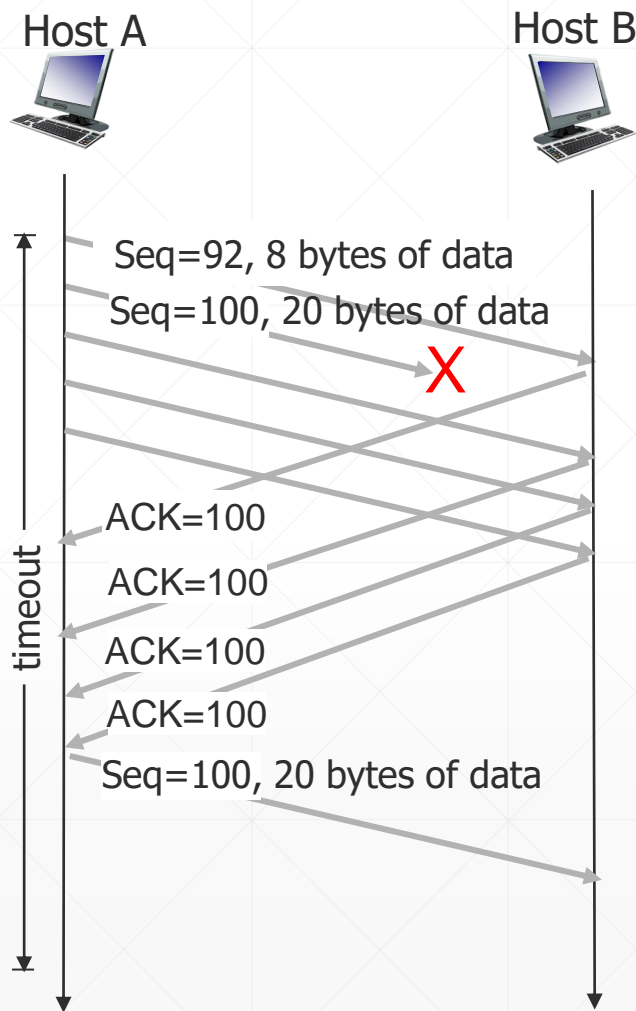 Host A
Host B
Seq=92, 8 bytes of data
Seq=100, 20 bytes of data
X
ACK=100
timeout
ACK=100
ACK=100
ACK=100
Seq=100, 20 bytes of data